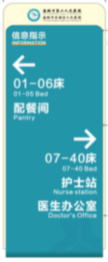 信息指示
INFORMATION
01-06床
01-05 Bed
配餐间
Pantry
07-40床
07-40 Bed
护士站
Nurse station
医生办公室
Doctor's Office